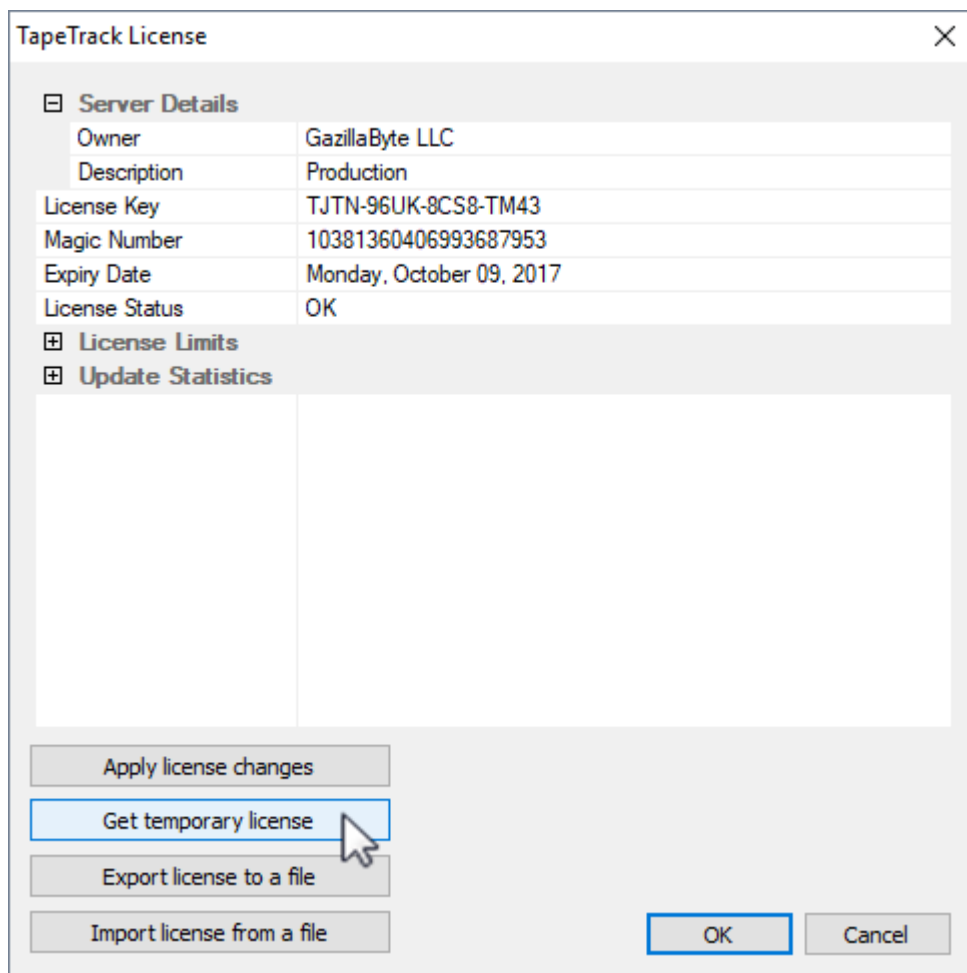 TapeTrack License
Server Details
Owner GazillaByte LLC
Description Production
License Key TJTN-96UK-8CS8-TM43
Magic Number 10381360406993687953
Expiry Date Monday, October 09, 2017
License Status OK
License Limits
Update Statistics
Apply license changes
Get temporary license
Export license to a file
Import license from a file
OK Cancel